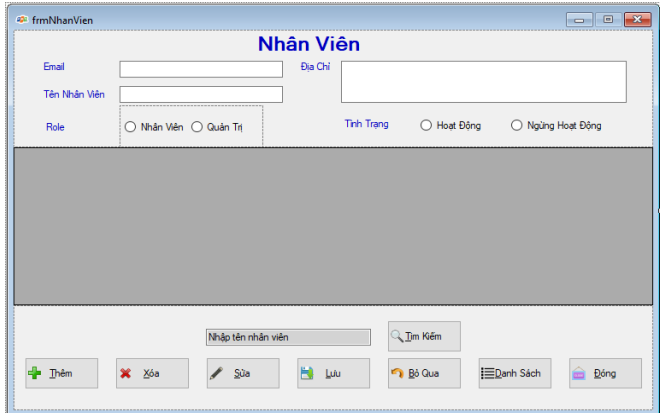 frmNhanVien
Nhân Viên
Email
Địa Chỉ
Tên Nhân Viên
Role
Nhân Viên
Quản Trị
Tình Trạng
Hoạt Động
Ngừng Hoạt Động
Nhập tên nhân viên
Tìm Kiếm
Thêm
Xóa
Sửa
Lưu
Bỏ Qua
Danh Sách
Đóng